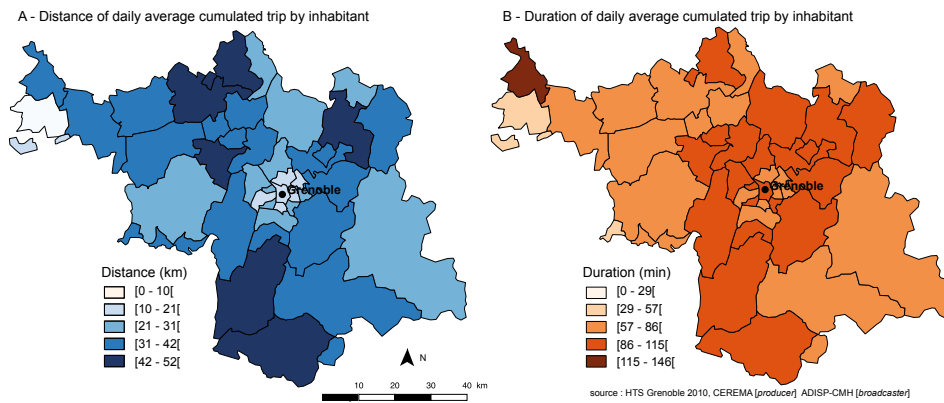 A - Distance of daily average cumulated trip by inhabitant
Grenoble
Distance (km)
[0 - 10[
[10 - 21[
[21 - 31[
[31 - 42[
[42 - 52[
N
0 10 20 30 40 km
B - Duration of daily average cumulated trip by inhabitant
Grenoble
Duration (min)
[0 - 29[
[29 - 57[
[57 - 86[
[86 - 115[
[115 - 146[
source : HTS Grenoble 2010, CEREMA [producer] ADISP-CMH [broadcaster]